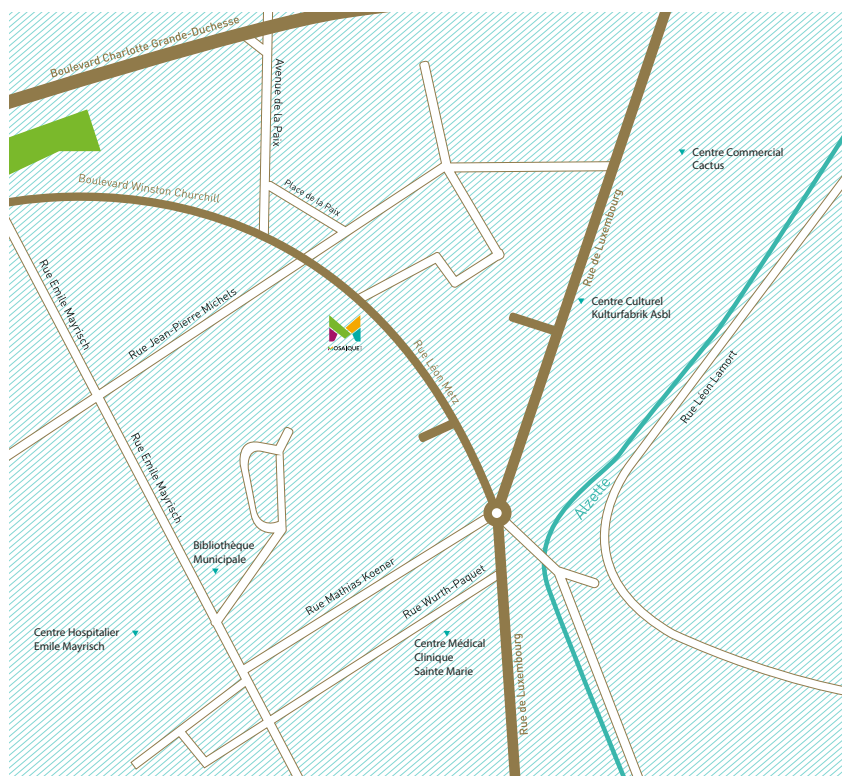 Boulevard Charlotte Grande-Duchesse
Avenue de la Paix
Centre Commercial
Cactus
Boulevard Winston Churchill
Place de la Paix
Rue de Luxembourg
Rue Emile Mayrisch
Rue Jean-Pierre Michels
Centre Culturel
Kulturfabrik Asbl
MOSAÏQUE
Rue Léon Metz
Rue Léon Lamort
Rue Emile Mayrisch
Alzette
Bibliothèque
Municipale
Rue Mathias Koener
Rue Wurth-Paquet
Centre Hospitalier
Emile Mayrisch
Centre Médical
Clinique
Sainte Marie
Rue de Luxembourg